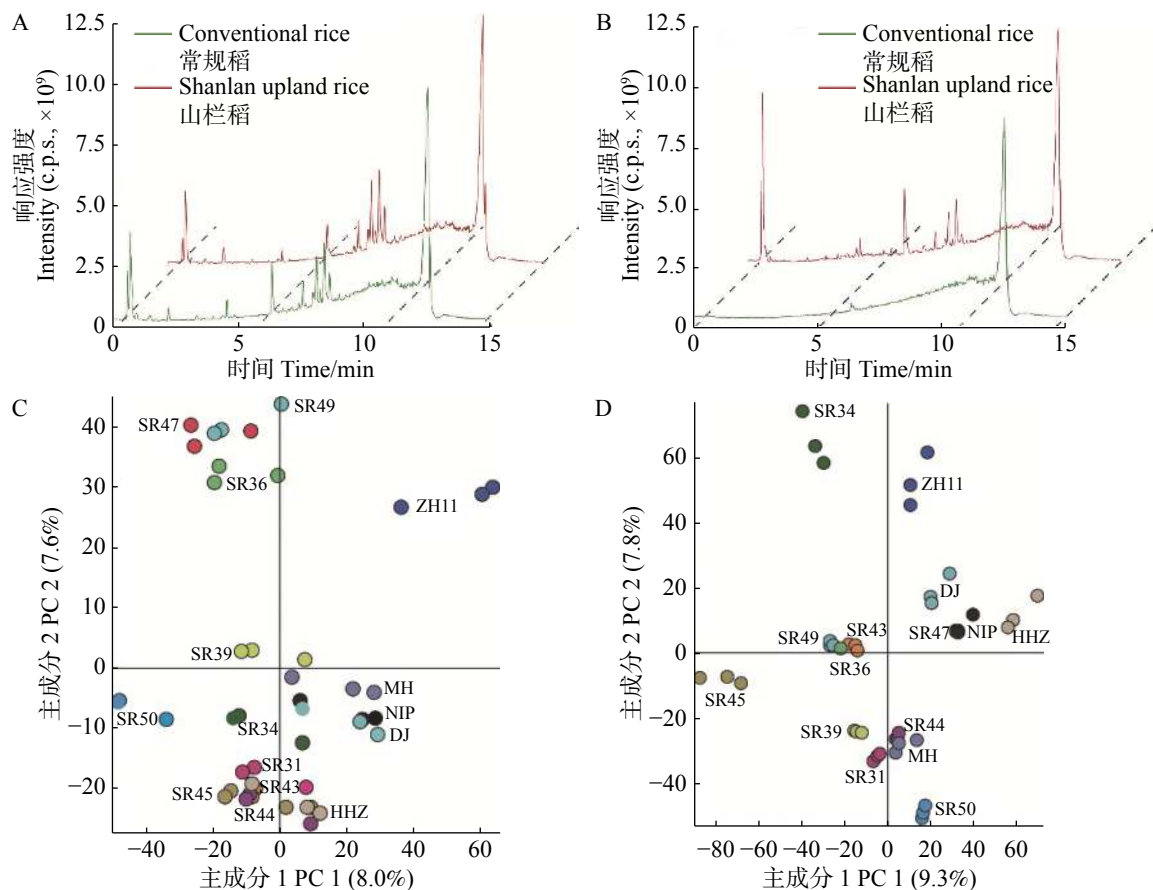 A
Conventional rice
常规稻
Shanlan upland rice
山栏稻
响应强度
Intensity (c.p.s., ×10⁹)
12.5
10.0
7.5
5.0
2.5
0
0
5
10
15
时间 Time/min
B
Conventional rice
常规稻
Shanlan upland rice
山栏稻
响应强度
Intensity (c.p.s., ×10⁹)
12.5
10.0
7.5
5.0
2.5
0
0
5
10
15
时间 Time/min
C
主成分 2 PC 2 (7.6%)
40
30
20
10
0
−10
−20
SR49
SR47
SR36
ZH11
SR39
MH
SR50
SR34
NIP
DJ
SR31
SR43
SR45
SR44
HHZ
−40
−20
0
20
40
60
主成分 1 PC 1 (8.0%)
D
主成分 2 PC 2 (7.8%)
60
40
20
0
−20
−40
SR34
ZH11
DJ
SR43
SR49
SR47
NIP
HHZ
SR36
SR45
SR44
SR39
MH
SR31
SR50
−80
−60
−40
−20
0
20
40
60
主成分 1 PC 1 (9.3%)